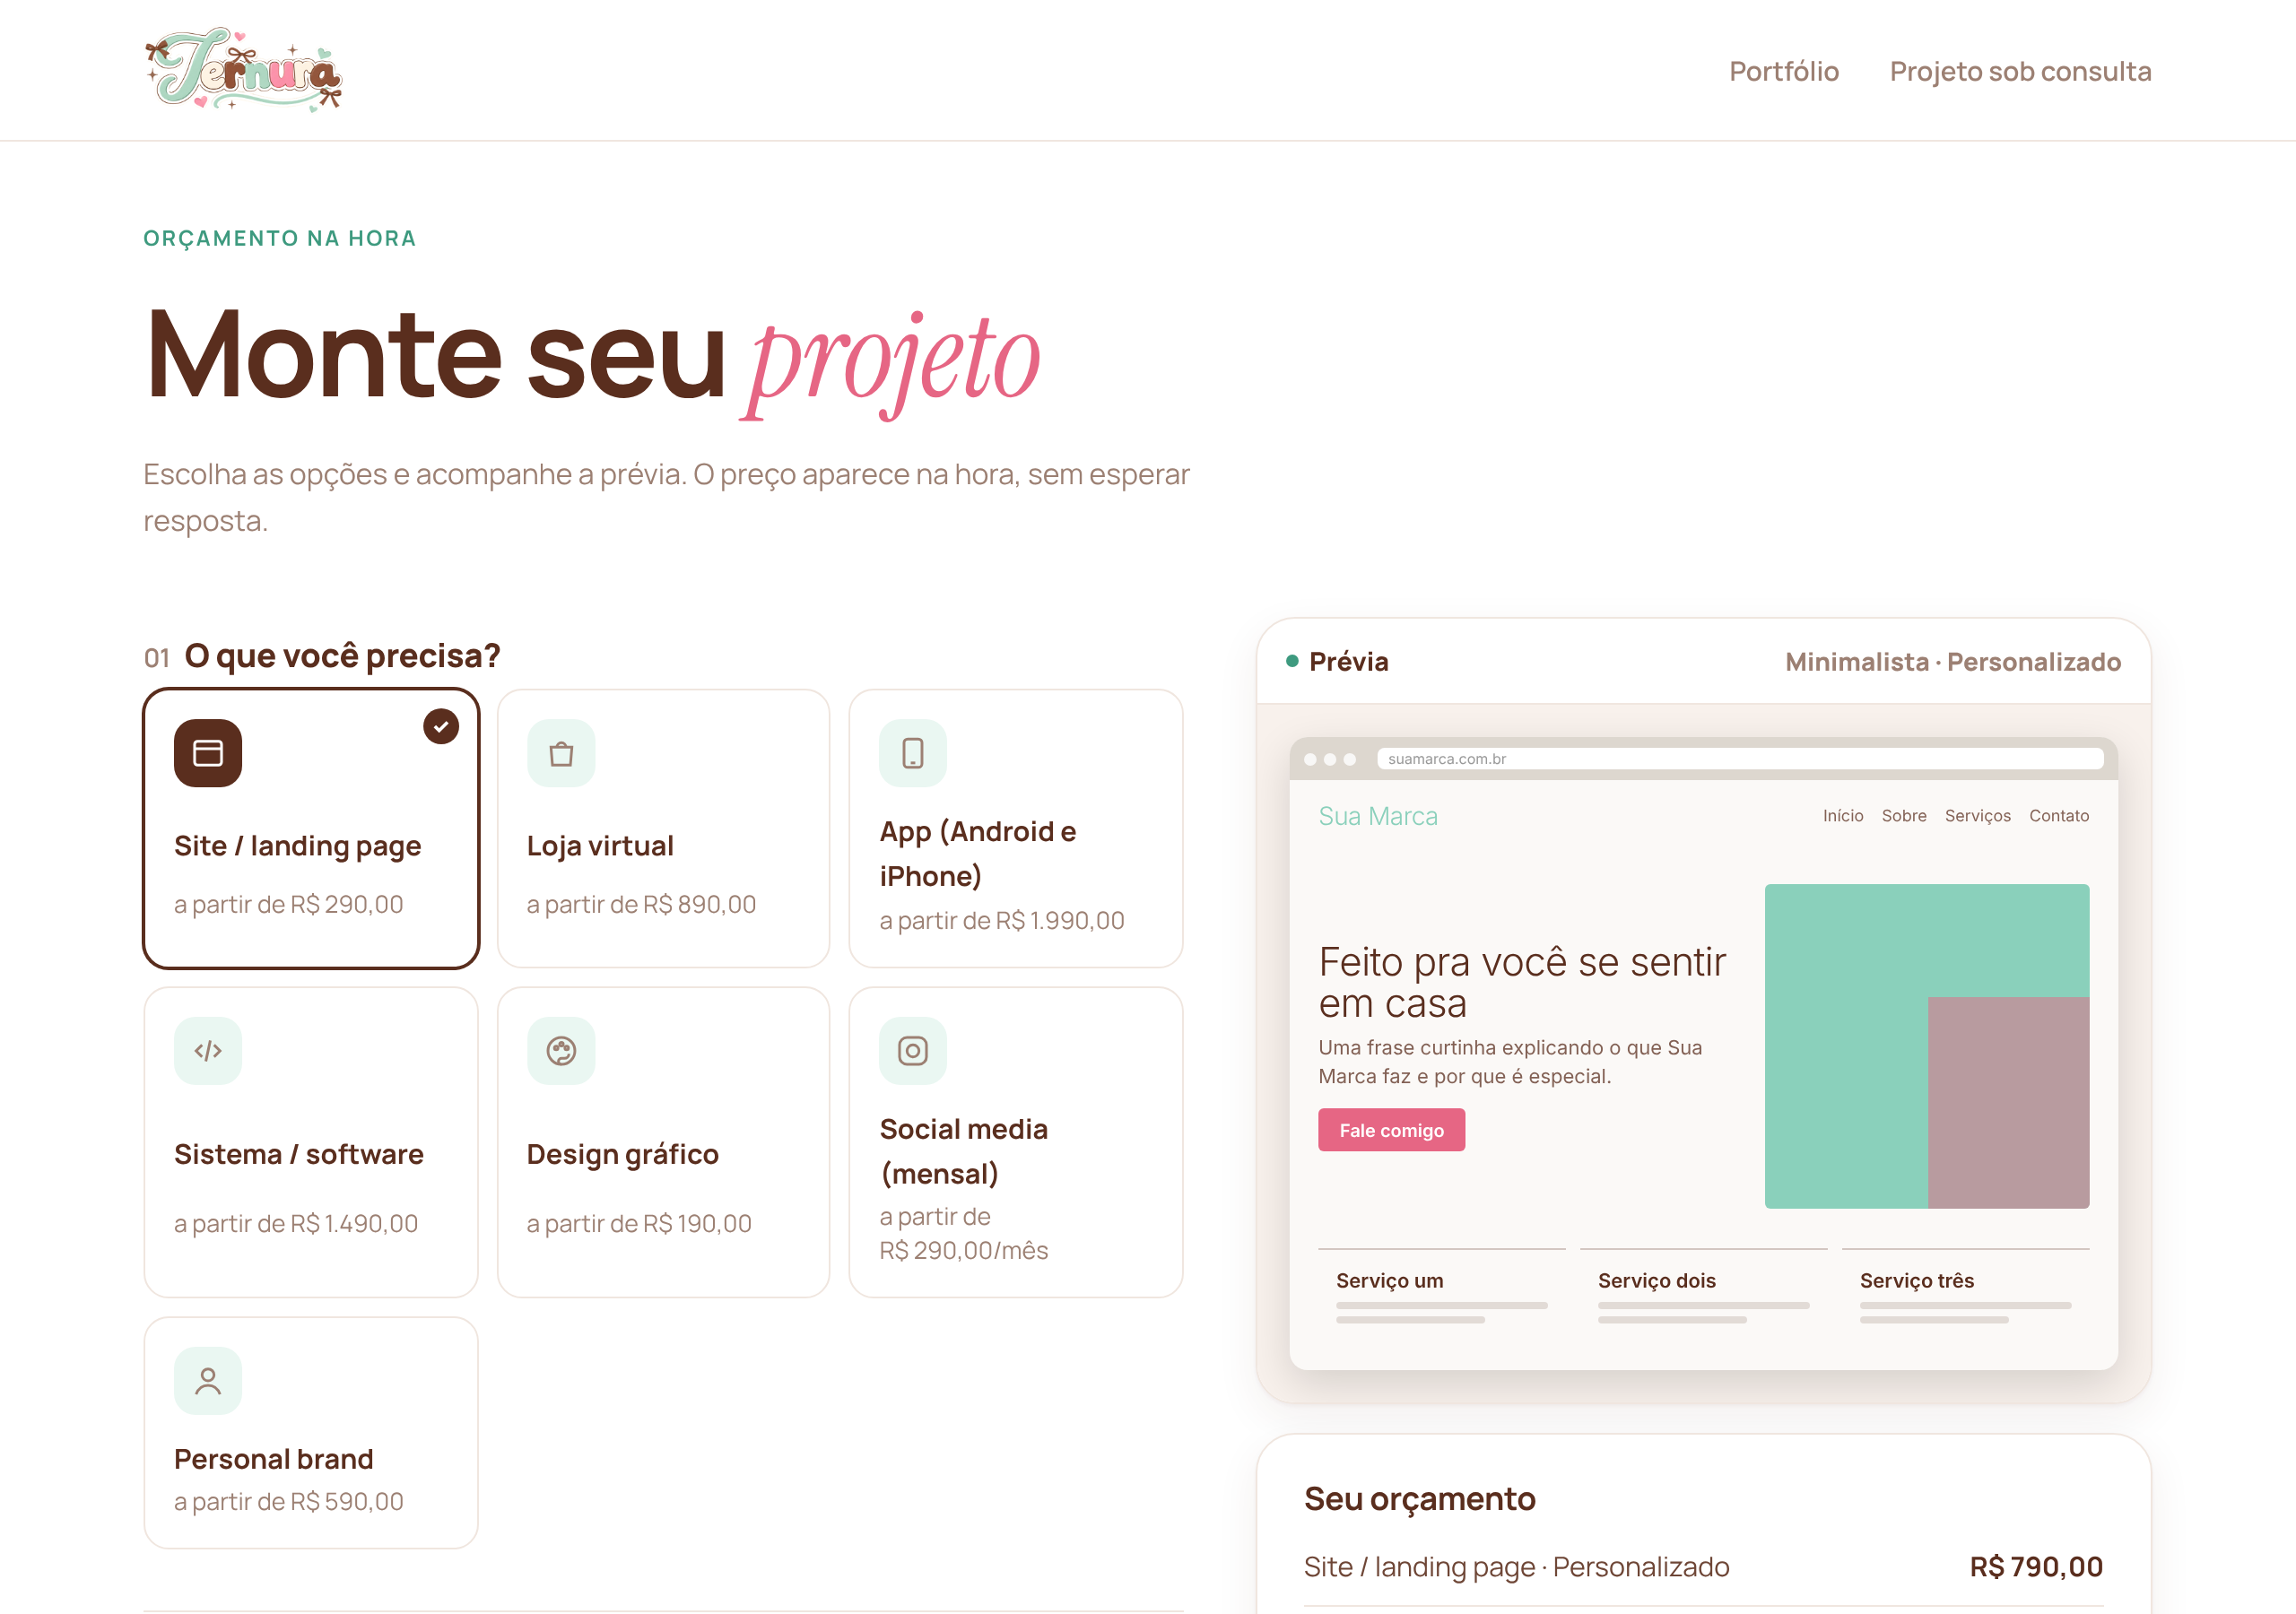 Ternura
Portfólio
Projeto sob consulta
ORÇAMENTO NA HORA
Monte seu projeto
Escolha as opções e acompanhe a prévia. O preço aparece na hora, sem esperar
resposta.
01 O que você precisa?
Site / landing page
a partir de R$ 290,00
Loja virtual
a partir de R$ 890,00
App (Android e
iPhone)
a partir de R$ 1.990,00
Sistema / software
a partir de R$ 1.490,00
Design gráfico
a partir de R$ 190,00
Social media
(mensal)
a partir de
R$ 290,00/mês
Personal brand
a partir de R$ 590,00
Prévia
Minimalista · Personalizado
suamarca.com.br
Sua Marca
Início
Sobre
Serviços
Contato
Feito pra você se sentir
em casa
Uma frase curtinha explicando o que Sua
Marca faz e por que é especial.
Fale comigo
Serviço um
Serviço dois
Serviço três
Seu orçamento
Site / landing page · Personalizado
R$ 790,00